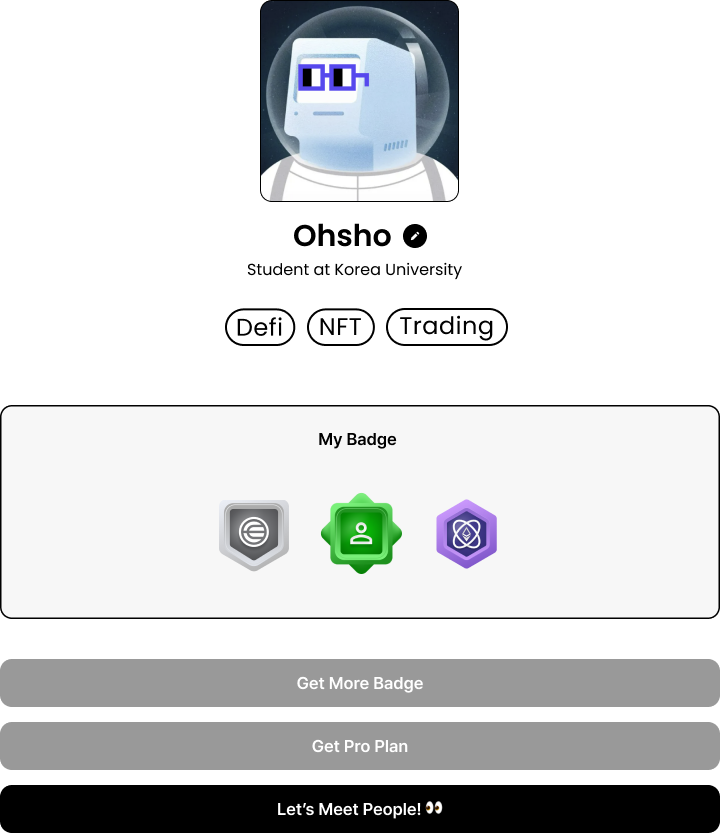 Ohsho
Student at Korea University
Defi NFT Trading
My Badge
Get More Badge
Get Pro Plan
Let's Meet People! 👀